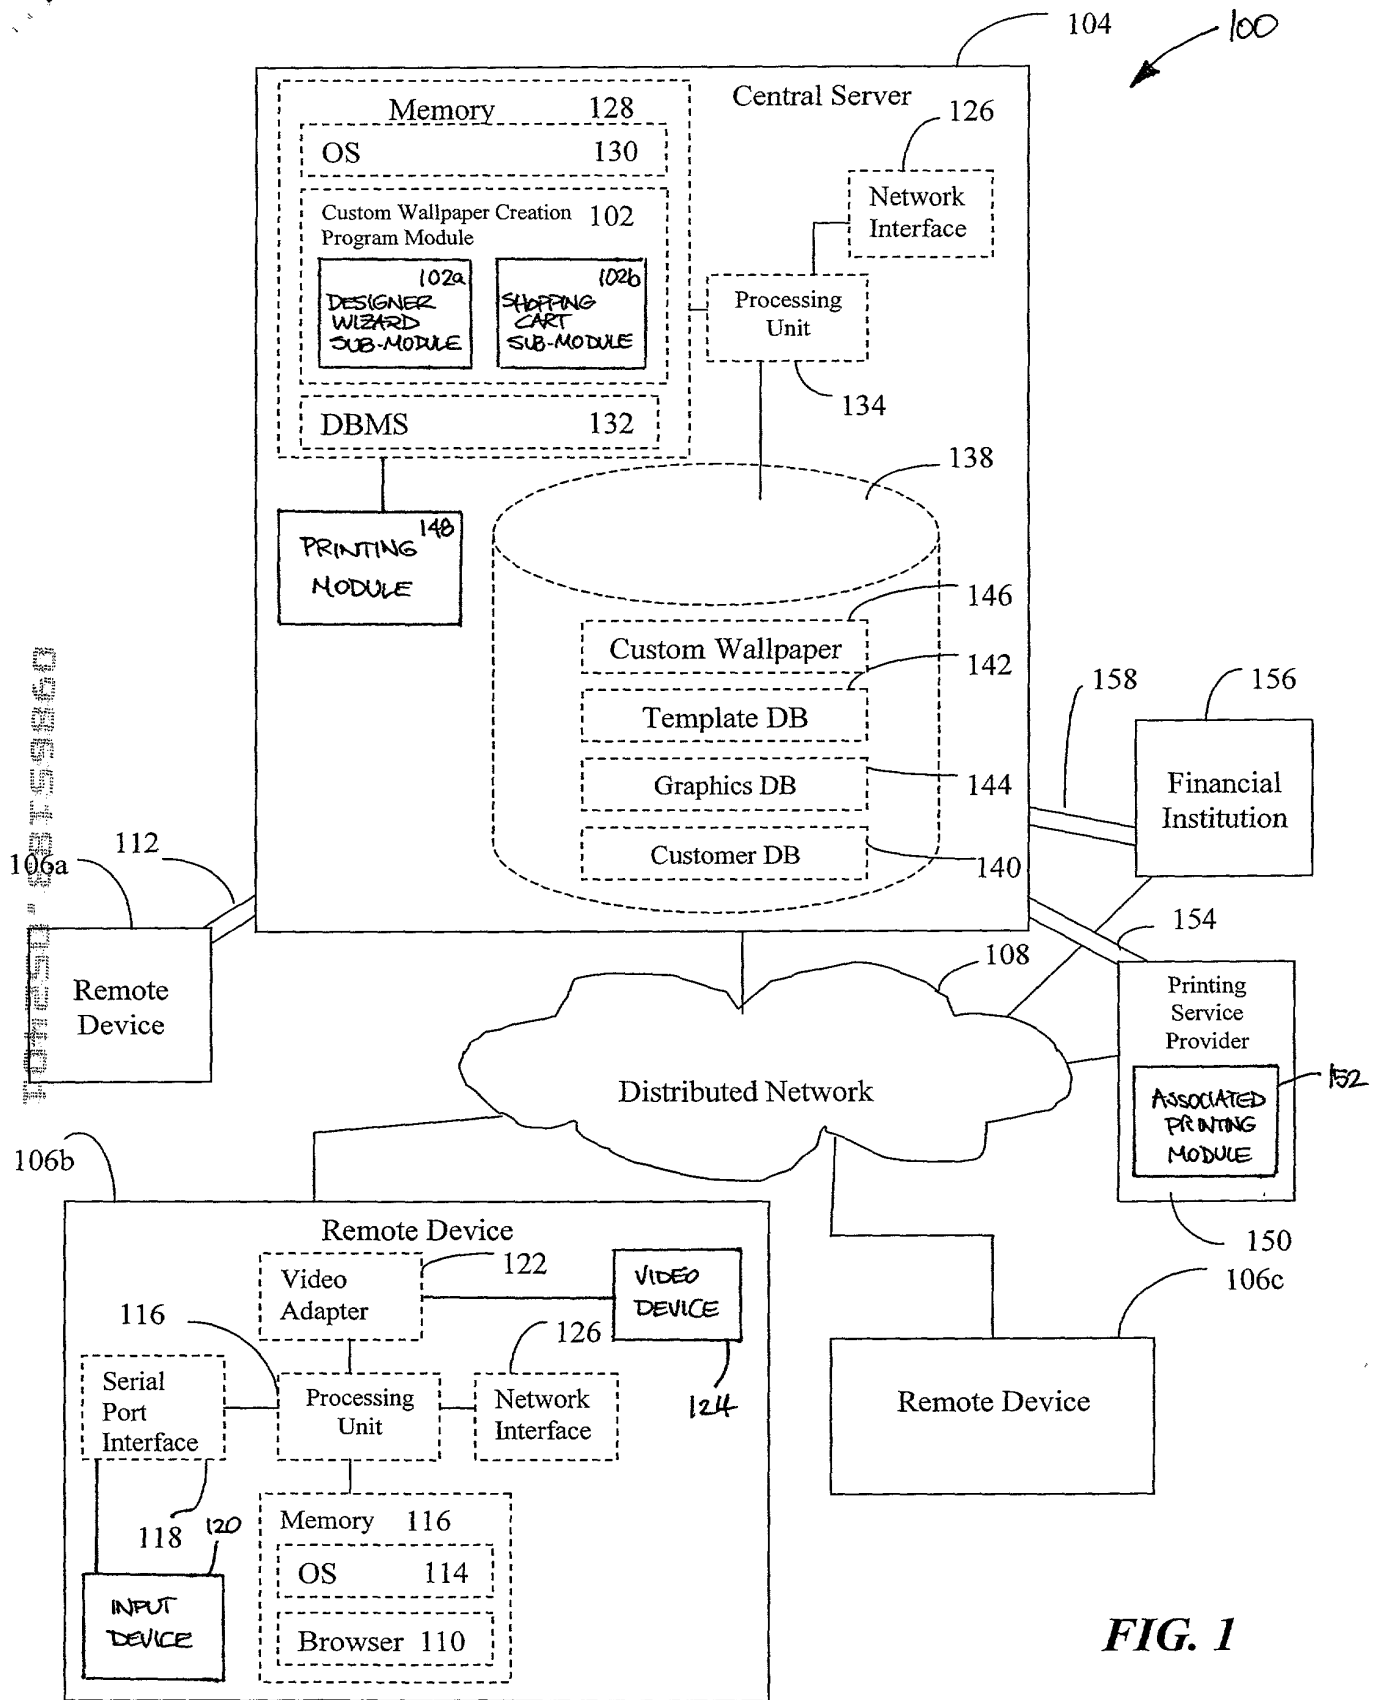 100
104
Central Server
Memory 128
OS 130
Custom Wallpaper Creation 102
Program Module
102a
DESIGNER
WIZARD
SUB-MODULE
102b
SHOPPING
CART
SUB-MODULE
DBMS 132
126
Network
Interface
Processing
Unit
134
138
148
PRINTING
MODULE
146
Custom Wallpaper
142
Template DB
Graphics DB
144
Customer DB
140
158
156
Financial
Institution
112
106a
Remote
Device
154
108
Distributed Network
Printing
Service
Provider
152
ASSOCIATED
PRINTING
MODULE
150
106b
Remote Device
Video
Adapter
122
VIDEO
DEVICE
124
116
Serial
Port
Interface
Processing
Unit
126
Network
Interface
118
120
INPUT
DEVICE
Memory 116
OS 114
Browser 110
106c
Remote Device
FIG. 1